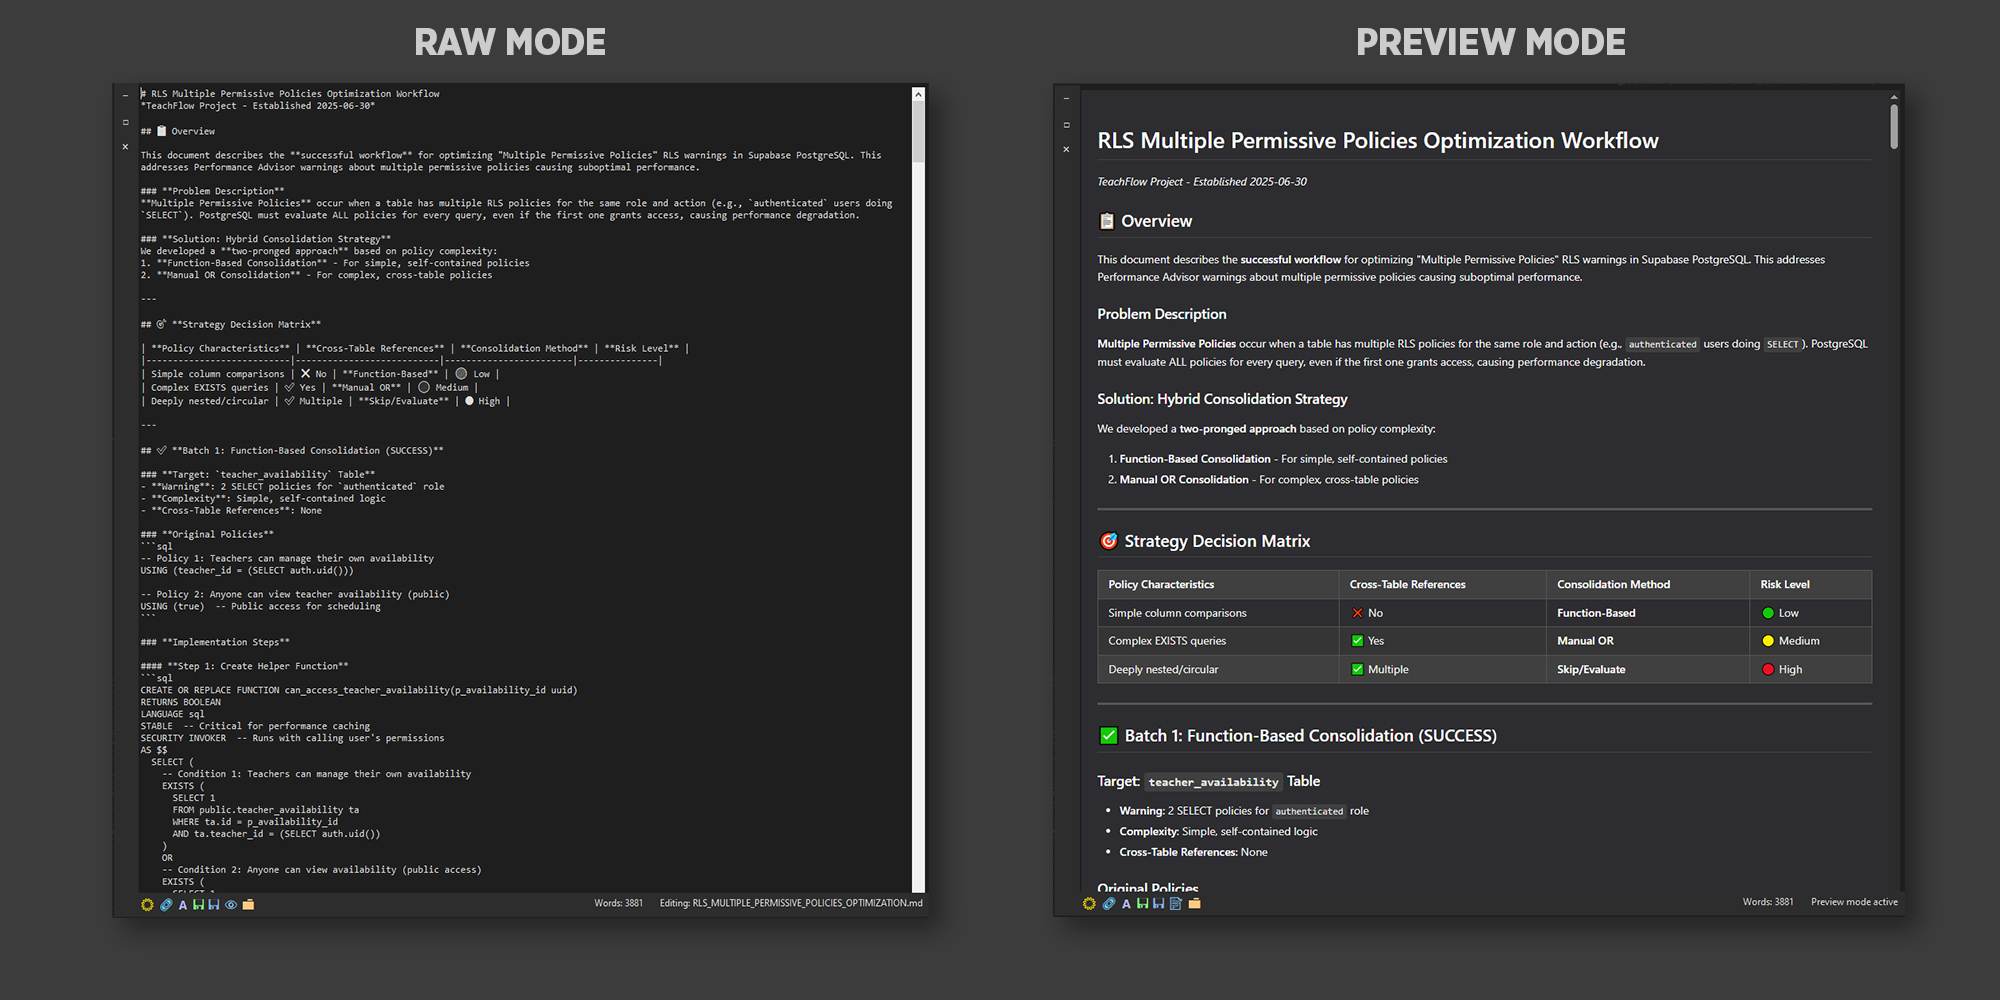 RAW MODE
# RLS Multiple Permissive Policies Optimization Workflow
*TeachFlow Project - Established 2025-06-30*
## 📋 Overview
This document describes the **successful workflow** for optimizing "Multiple Permissive Policies" RLS warnings in Supabase PostgreSQL. This
addresses Performance Advisor warnings about multiple permissive policies causing suboptimal performance.
### **Problem Description**
**Multiple Permissive Policies** occur when a table has multiple RLS policies for the same role and action (e.g., `authenticated` users doing
`SELECT`). PostgreSQL must evaluate ALL policies for every query, even if the first one grants access, causing performance degradation.
### **Solution: Hybrid Consolidation Strategy**
We developed a **two-pronged approach** based on policy complexity:
1. **Function-Based Consolidation** - For simple, self-contained policies
2. **Manual OR Consolidation** - For complex, cross-table policies
---
## 🎯 **Strategy Decision Matrix**
| **Policy Characteristics** | **Cross-Table References** | **Consolidation Method** | **Risk Level** |
|---------------------------|---------------------------|------------------------|---------------|
| Simple column comparisons | ❌ No | **Function-Based** | 🟢 Low |
| Complex EXISTS queries | ✅ Yes | **Manual OR** | 🟡 Medium |
| Deeply nested/circular | ✅ Multiple | **Skip/Evaluate** | 🔴 High |
---
## ✅ **Batch 1: Function-Based Consolidation (SUCCESS)**
### **Target: `teacher_availability` Table**
- **Warning**: 2 SELECT policies for `authenticated` role
- **Complexity**: Simple, self-contained logic
- **Cross-Table References**: None
### **Original Policies**
```sql
-- Policy 1: Teachers can manage their own availability
USING (teacher_id = (SELECT auth.uid()))
-- Policy 2: Anyone can view teacher availability (public)
USING (true)  -- Public access for scheduling
```
### **Implementation Steps**
#### **Step 1: Create Helper Function**
```sql
CREATE OR REPLACE FUNCTION can_access_teacher_availability(p_availability_id uuid)
RETURNS BOOLEAN
LANGUAGE sql
STABLE  -- Critical for performance caching
SECURITY INVOKER  -- Runs with calling user's permissions
AS $$
SELECT (
-- Condition 1: Teachers can manage their own availability
EXISTS (
SELECT 1
FROM public.teacher_availability ta
WHERE ta.id = p_availability_id
AND ta.teacher_id = (SELECT auth.uid())
)
OR
-- Condition 2: Anyone can view availability (public access)
EXISTS (
SELECT 1
Words: 3881 Editing: RLS_MULTIPLE_PERMISSIVE_POLICIES_OPTIMIZATION.md
PREVIEW MODE
RLS Multiple Permissive Policies Optimization Workflow
TeachFlow Project - Established 2025-06-30
📋 Overview
This document describes the successful workflow for optimizing "Multiple Permissive Policies" RLS warnings in Supabase PostgreSQL. This addresses
Performance Advisor warnings about multiple permissive policies causing suboptimal performance.
Problem Description
Multiple Permissive Policies occur when a table has multiple RLS policies for the same role and action (e.g., authenticated users doing SELECT). PostgreSQL
must evaluate ALL policies for every query, even if the first one grants access, causing performance degradation.
Solution: Hybrid Consolidation Strategy
We developed a two-pronged approach based on policy complexity:
1. Function-Based Consolidation - For simple, self-contained policies
2. Manual OR Consolidation - For complex, cross-table policies
🎯 Strategy Decision Matrix
Policy Characteristics Cross-Table References Consolidation Method Risk Level
Simple column comparisons ❌ No Function-Based 🟢 Low
Complex EXISTS queries ✅ Yes Manual OR 🟡 Medium
Deeply nested/circular ✅ Multiple Skip/Evaluate 🔴 High
✅ Batch 1: Function-Based Consolidation (SUCCESS)
Target: teacher_availability Table
• Warning: 2 SELECT policies for authenticated role
• Complexity: Simple, self-contained logic
• Cross-Table References: None
Original Policies
Words: 3881 Preview mode active